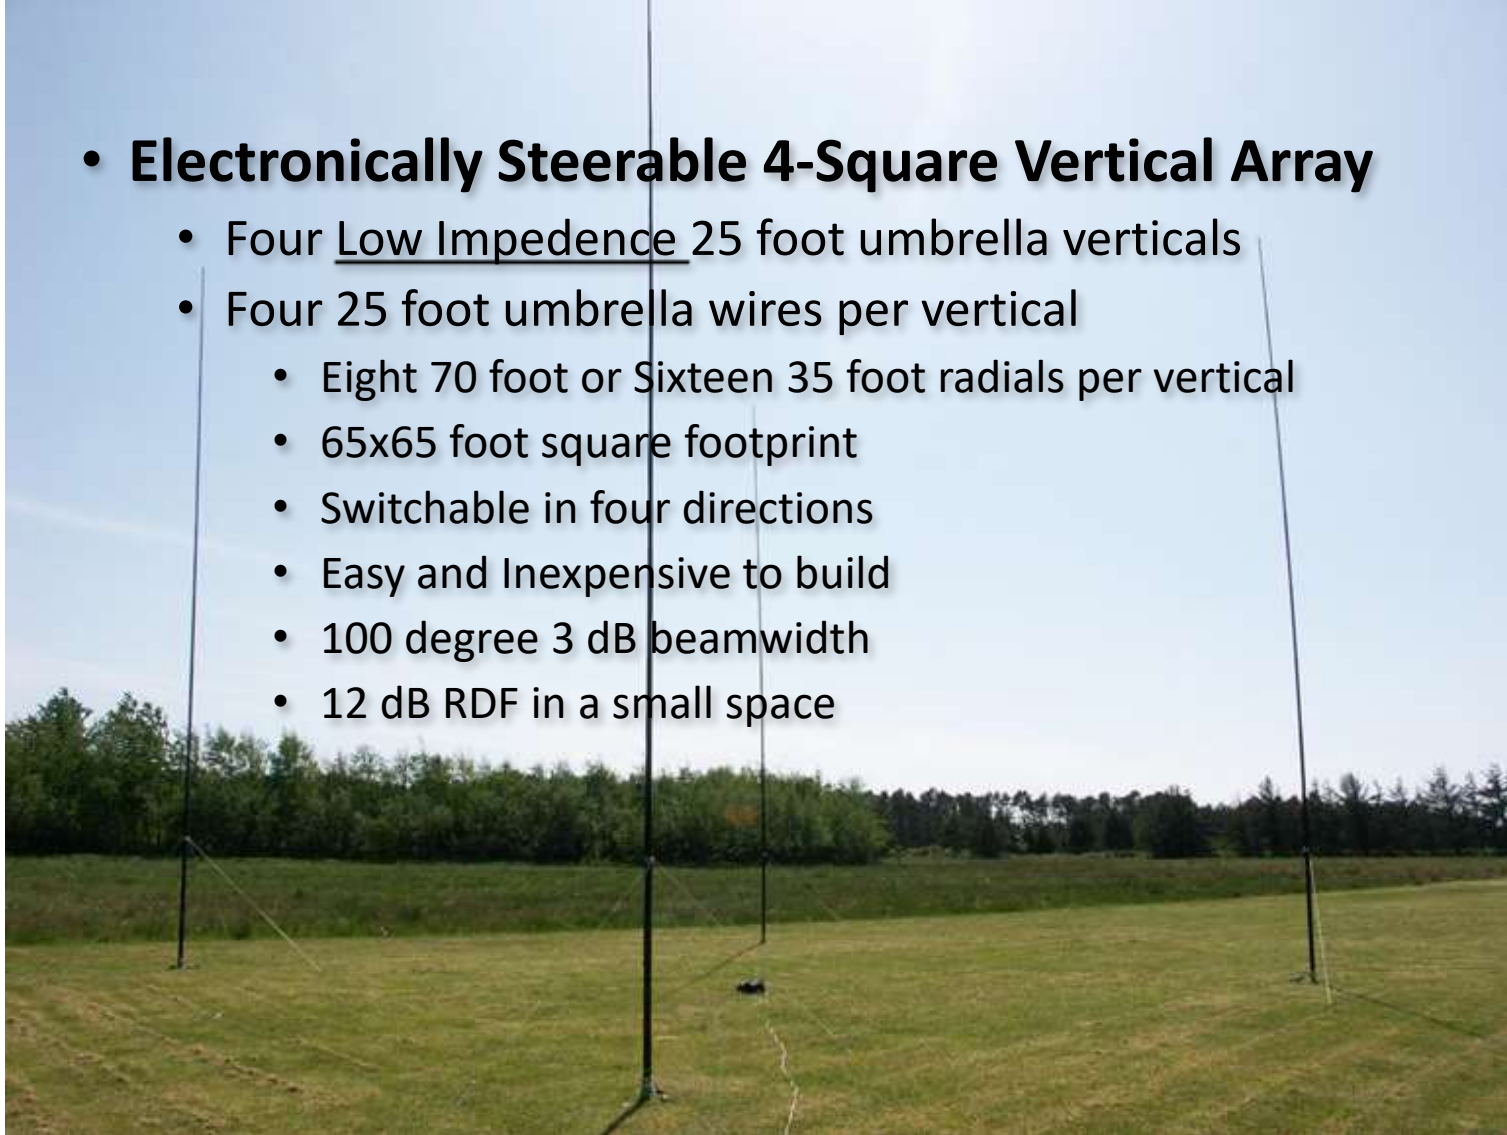 • Electronically Steerable 4-Square Vertical Array
• Four Low Impedence 25 foot umbrella verticals
• Four 25 foot umbrella wires per vertical
• Eight 70 foot or Sixteen 35 foot radials per vertical
• 65x65 foot square footprint
• Switchable in four directions
• Easy and Inexpensive to build
• 100 degree 3 dB beamwidth
• 12 dB RDF in a small space